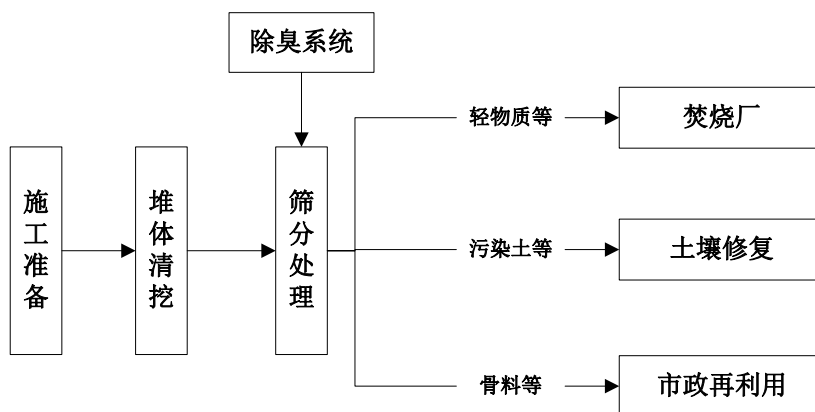 除臭系统
轻物质等
焚烧厂
施工准备
堆体清挖
筛分处理
污染土等
土壤修复
骨料等
市政再利用